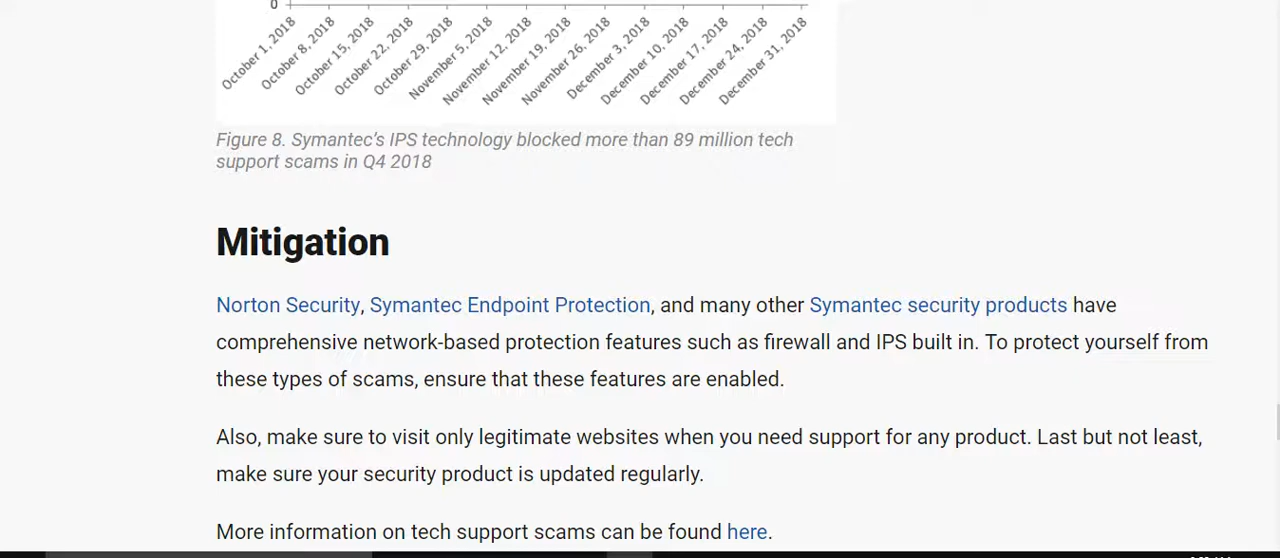 0
October 1, 2018
October 8, 2018
October 15, 2018
October 22, 2018
October 29, 2018
November 5, 2018
November 12, 2018
November 19, 2018
November 26, 2018
December 3, 2018
December 10, 2018
December 17, 2018
December 24, 2018
December 31, 2018
Figure 8. Symantec's IPS technology blocked more than 89 million tech
support scams in Q4 2018
Mitigation
Norton Security, Symantec Endpoint Protection, and many other Symantec security products have
comprehensive network-based protection features such as firewall and IPS built in. To protect yourself from
these types of scams, ensure that these features are enabled.
Also, make sure to visit only legitimate websites when you need support for any product. Last but not least,
make sure your security product is updated regularly.
More information on tech support scams can be found here.